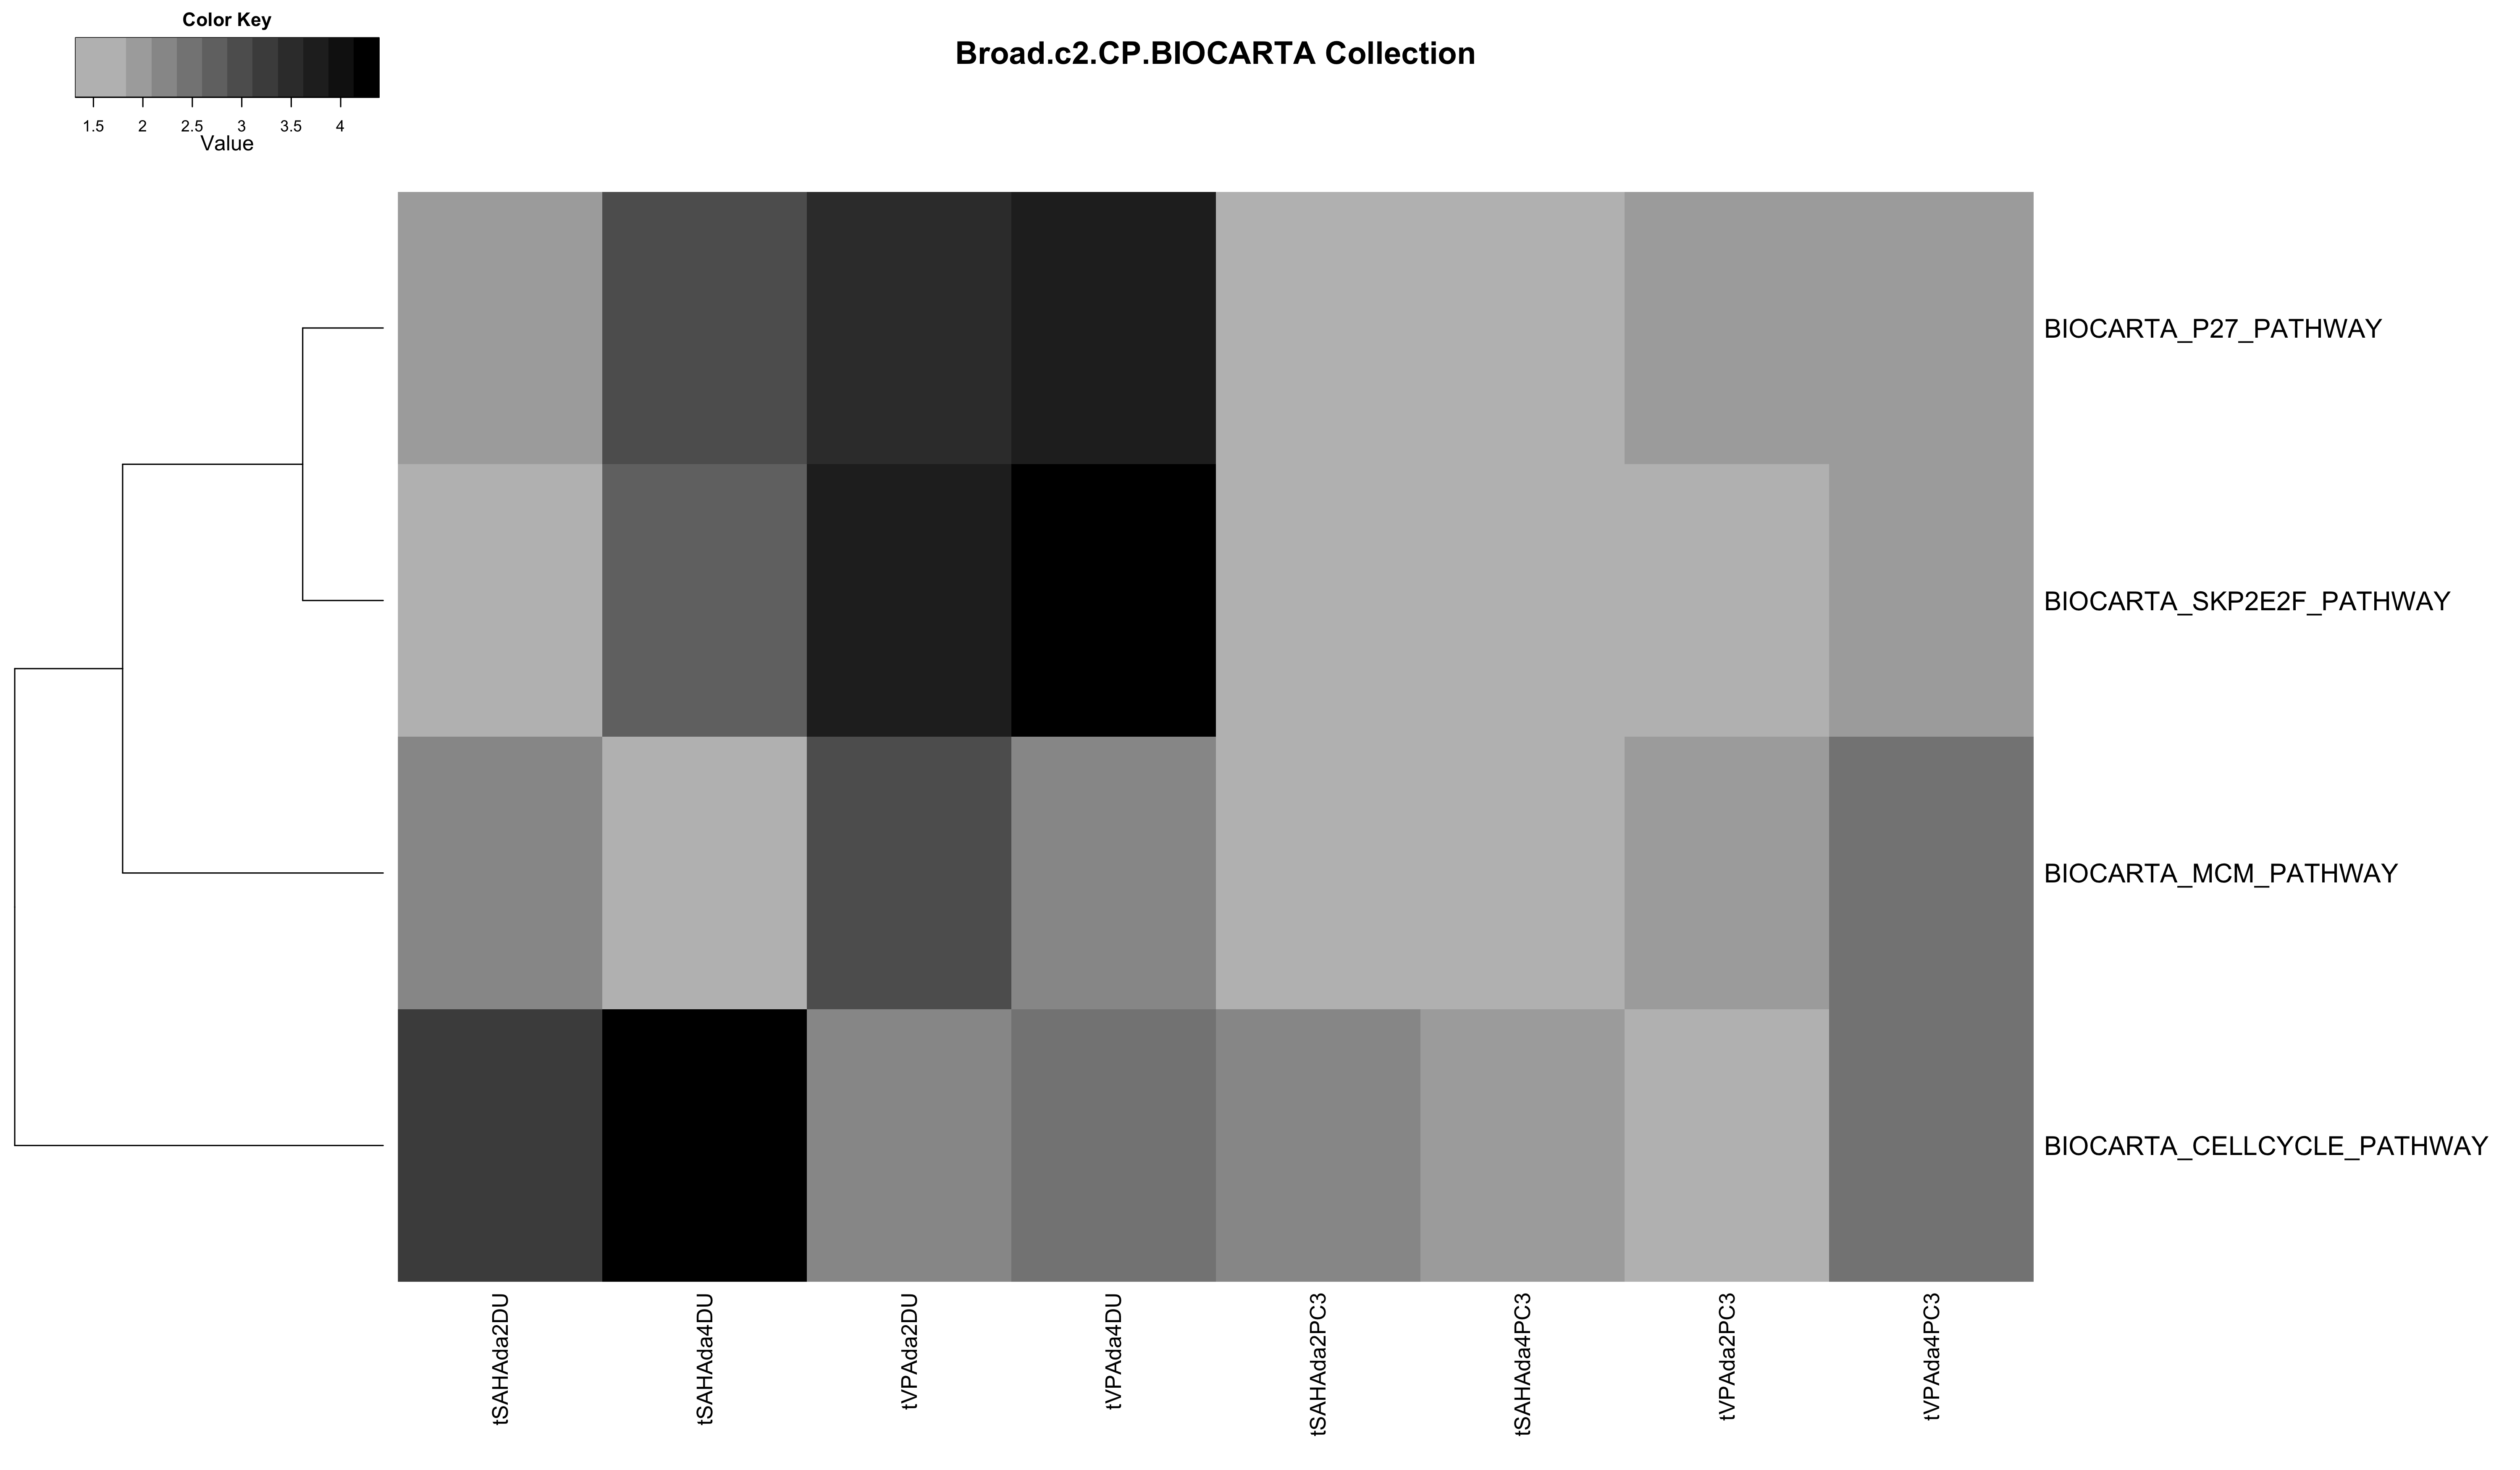 Color Key
1.5 2 2.5 3 3.5 4
Value
Broad.c2.CP.BIOCARTA Collection
BIOCARTA_P27_PATHWAY
BIOCARTA_SKP2E2F_PATHWAY
BIOCARTA_MCM_PATHWAY
BIOCARTA_CELLCYCLE_PATHWAY
tSAHAda2DU
tSAHAda4DU
tVPAda2DU
tVPAda4DU
tSAHAda2PC3
tSAHAda4PC3
tVPAda2PC3
tVPAda4PC3